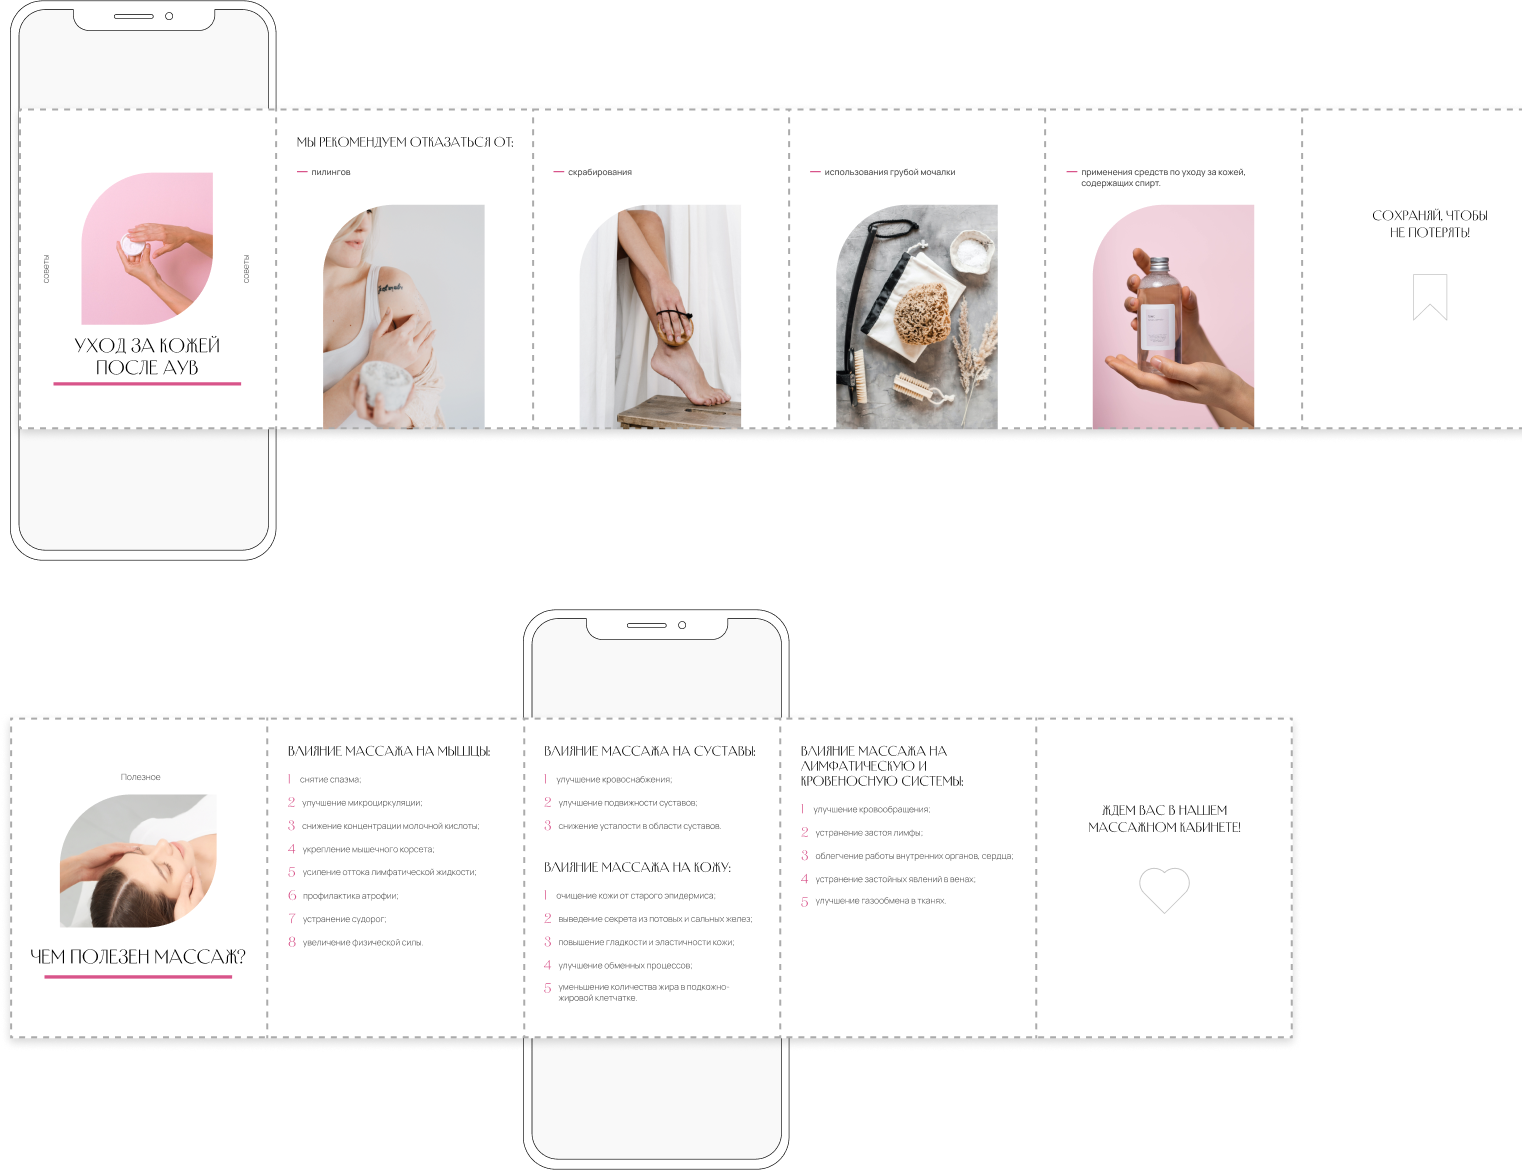 советы
советы
УХОД ЗА КОЖЕЙ
ПОСЛЕ АУВ
МЫ РЕКОМЕНДУЕМ ОТКАЗАТЬСЯ ОТ:
— пилингов
— скрабирования
— использования грубой мочалки
— применения средств по уходу за кожей,
содержащих спирт.
СОХРАНЯЙ, ЧТОБЫ
НЕ ПОТЕРЯТЬ!
Полезное
ЧЕМ ПОЛЕЗЕН МАССАЖ?
ВЛИЯНИЕ МАССАЖА НА МЫШЦЫ:
1 снятие спазма;
2 улучшение микроциркуляции;
3 снижение концентрации молочной кислоты;
4 укрепление мышечного корсета;
5 усиление оттока лимфатической жидкости;
6 профилактика атрофии;
7 устранение судорог;
8 увеличение физической силы.
ВЛИЯНИЕ МАССАЖА НА СУСТАВЫ:
1 улучшение кровоснабжения;
2 улучшение подвижности суставов;
3 снижение усталости в области суставов.
ВЛИЯНИЕ МАССАЖА НА КОЖУ:
1 очищение кожи от старого эпидермиса;
2 выведение секрета из потовых и сальных желез;
3 повышение гладкости и эластичности кожи;
4 улучшение обменных процессов;
5 уменьшение количества жира в подкожно-
жировой клетчатке.
ВЛИЯНИЕ МАССАЖА НА
ЛИМФАТИЧЕСКУЮ И
КРОВЕНОСНУЮ СИСТЕМЫ:
1 улучшение кровообращения;
2 устранение застоя лимфы;
3 облегчение работы внутренних органов, сердца;
4 устранение застойных явлений в венах;
5 улучшение газообмена в тканях.
ЖДЕМ ВАС В НАШЕМ
МАССАЖНОМ КАБИНЕТЕ!